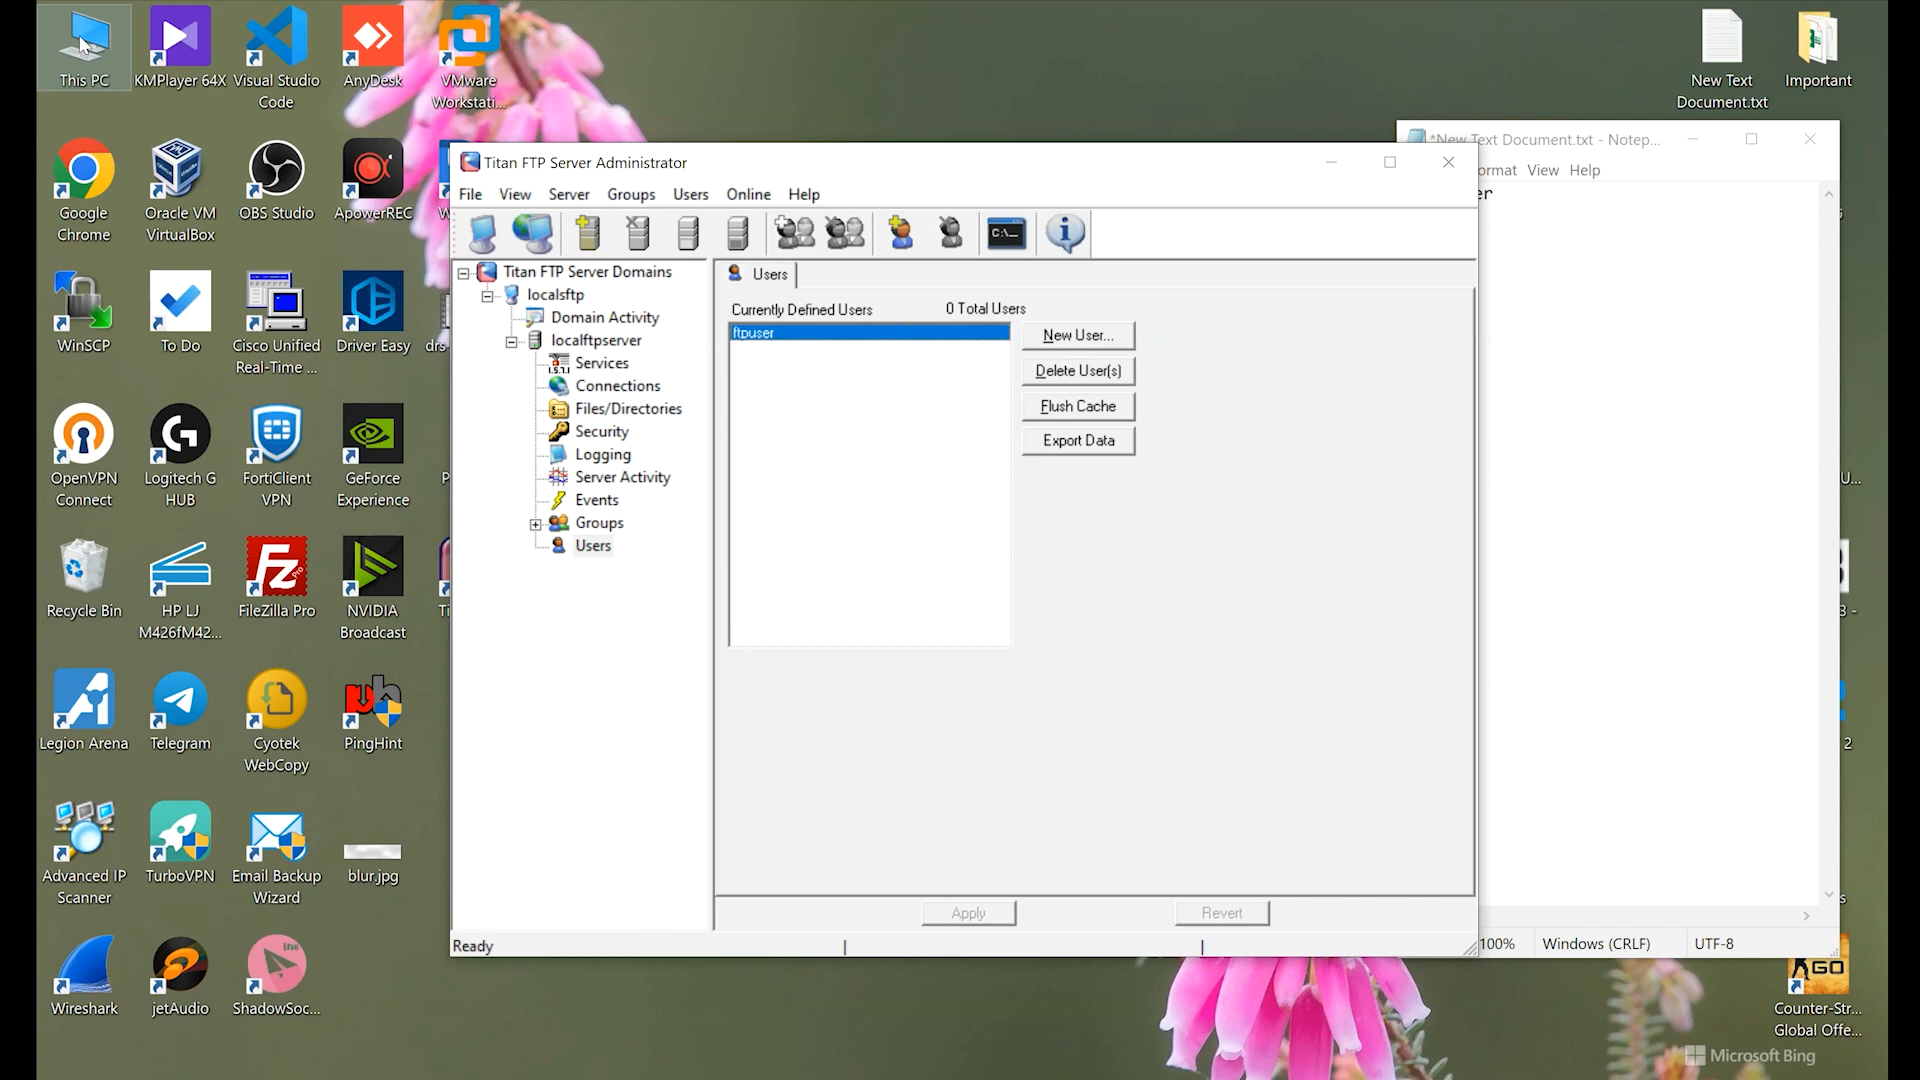 This PC
KMPlayer 64X
Visual Studio
Code
AnyDesk
VMware
Workstati...
New Text
Document.txt
Important
Google
Chrome
Oracle VM
VirtualBox
OBS Studio
ApowerREC
WinSCP
To Do
Cisco Unified
Real-Time ...
Driver Easy
drs
OpenVPN
Connect
Logitech G
HUB
FortiClient
VPN
GeForce
Experience
Recycle Bin
HP LJ
M426fM42...
FileZilla Pro
NVIDIA
Broadcast
Ti
Legion Arena
Telegram
Cyotek
WebCopy
PingHint
Advanced IP
Scanner
TurboVPN
Email Backup
Wizard
blur.jpg
Wireshark
jetAudio
ShadowSoc...
Live
Titan FTP Server Administrator
File View Server Groups Users Online Help
C:\_
Titan FTP Server Domains
localsftp
Domain Activity
localftpserver
Services
Connections
Files/Directories
Security
Logging
Server Activity
Events
Groups
Users
Users
Currently Defined Users 0 Total Users
ftpuser
New User...
Delete User(s)
Flush Cache
Export Data
Apply Revert
Ready
*New Text Document.txt - Notep...
ormat View Help
er
100% Windows (CRLF) UTF-8
U...
3 -
2
GO
Counter-Str...
Global Offe...
Microsoft Bing